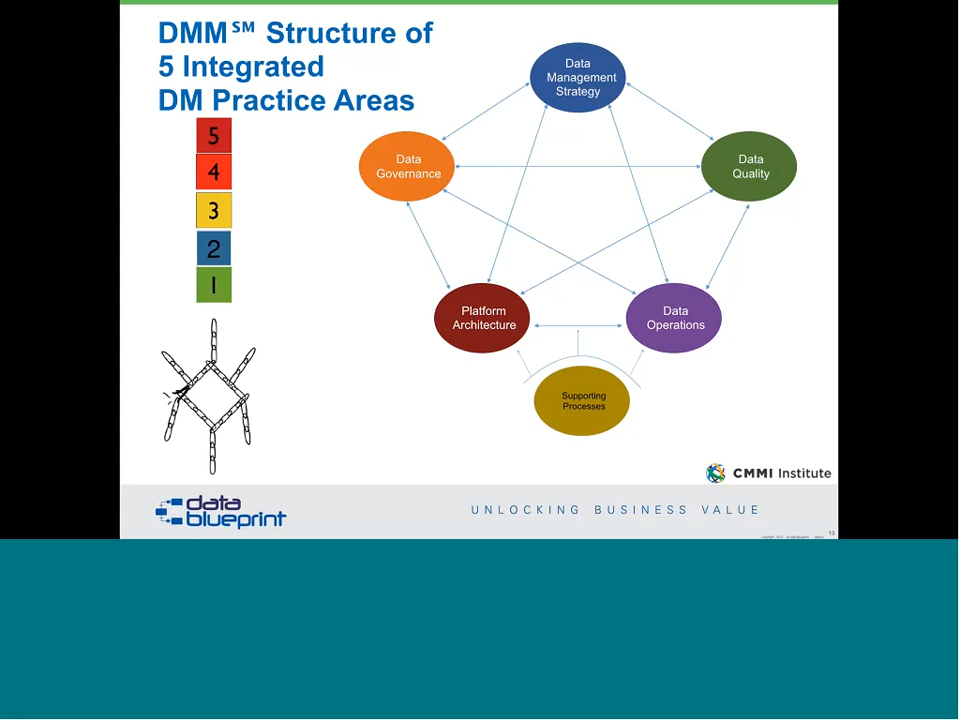 DMM℠ Structure of
5 Integrated
DM Practice Areas
5
4
3
2
1
Data
Management
Strategy
Data
Governance
Data
Quality
Platform
Architecture
Data
Operations
Supporting
Processes
CMMI Institute
data
blueprint
UNLOCKING BUSINESS VALUE
13